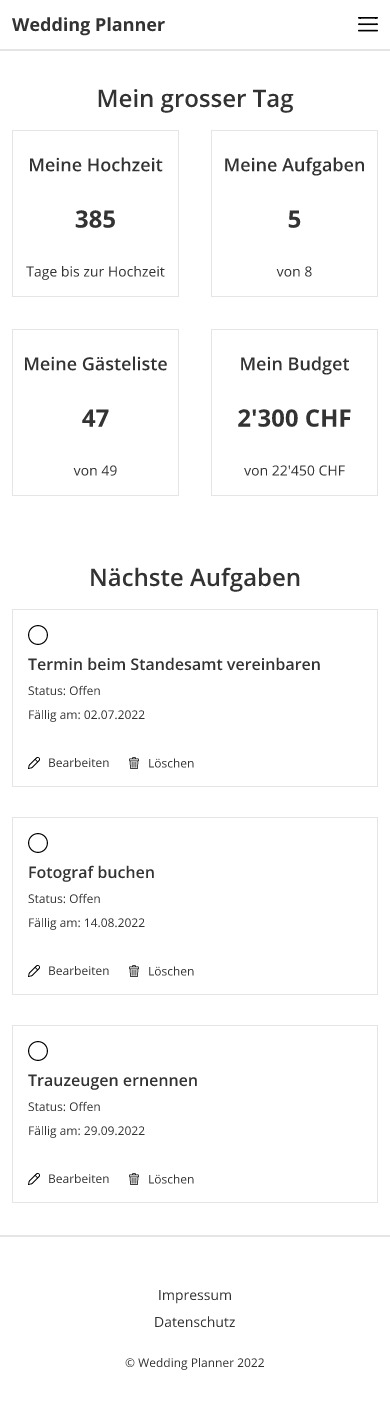 Wedding Planner
Mein grosser Tag
Meine Hochzeit
385
Tage bis zur Hochzeit
Meine Aufgaben
5
von 8
Meine Gästeliste
47
von 49
Mein Budget
2'300 CHF
von 22'450 CHF
Nächste Aufgaben
Termin beim Standesamt vereinbaren
Status: Offen
Fällig am: 02.07.2022
Bearbeiten Löschen
Fotograf buchen
Status: Offen
Fällig am: 14.08.2022
Bearbeiten Löschen
Trauzeugen ernennen
Status: Offen
Fällig am: 29.09.2022
Bearbeiten Löschen
Impressum
Datenschutz
© Wedding Planner 2022